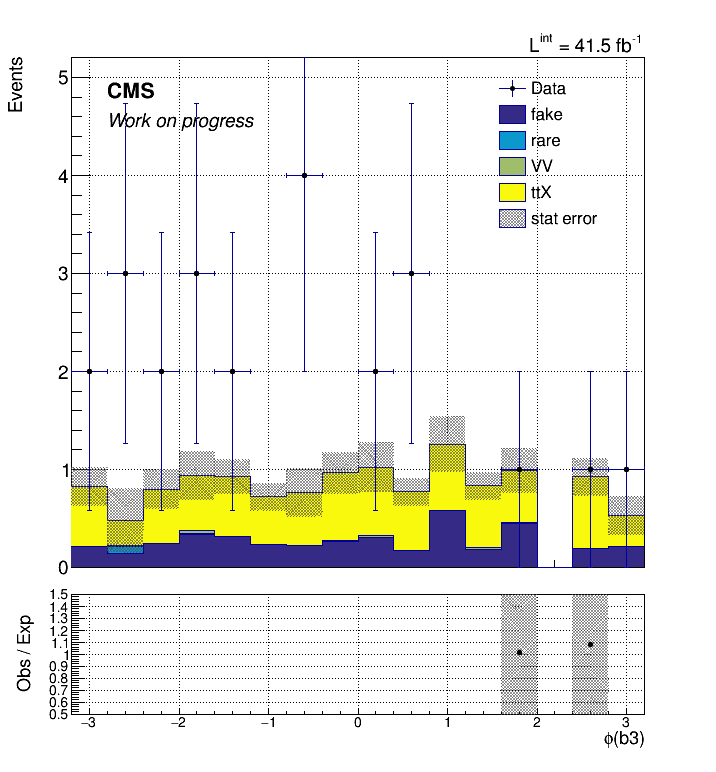 L^int = 41.5 fb^-1
Events
CMS
Work on progress
Data
fake
rare
VV
ttX
stat error
5
4
3
2
1
0
Obs / Exp
1.5
1.4
1.3
1.2
1.1
1
0.9
0.8
0.7
0.6
0.5
−3 −2 −1 0 1 2 3
ϕ(b3)